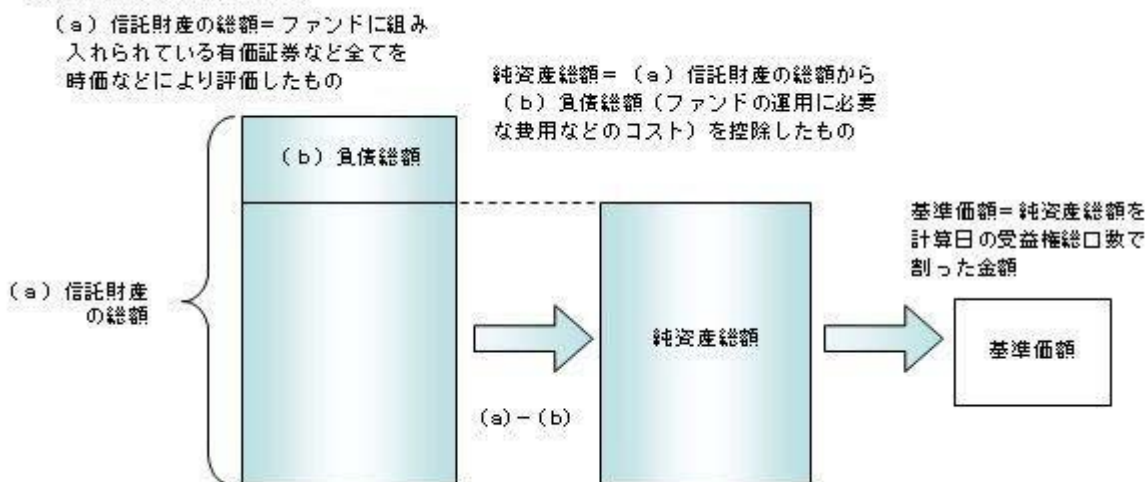 (a)信託財産の総額=ファンドに組み
入れられている有価証券など全てを
時価などにより評価したもの
純資産総額=(a)信託財産の総額から
(b)負債総額(ファンドの運用に必要
な費用などのコスト)を控除したもの
(b)負債総額
基準価額=純資産総額を
計算日の受益権総口数で
割った金額
(a)信託財産
の総額
純資産総額
基準価額
(a)-(b)